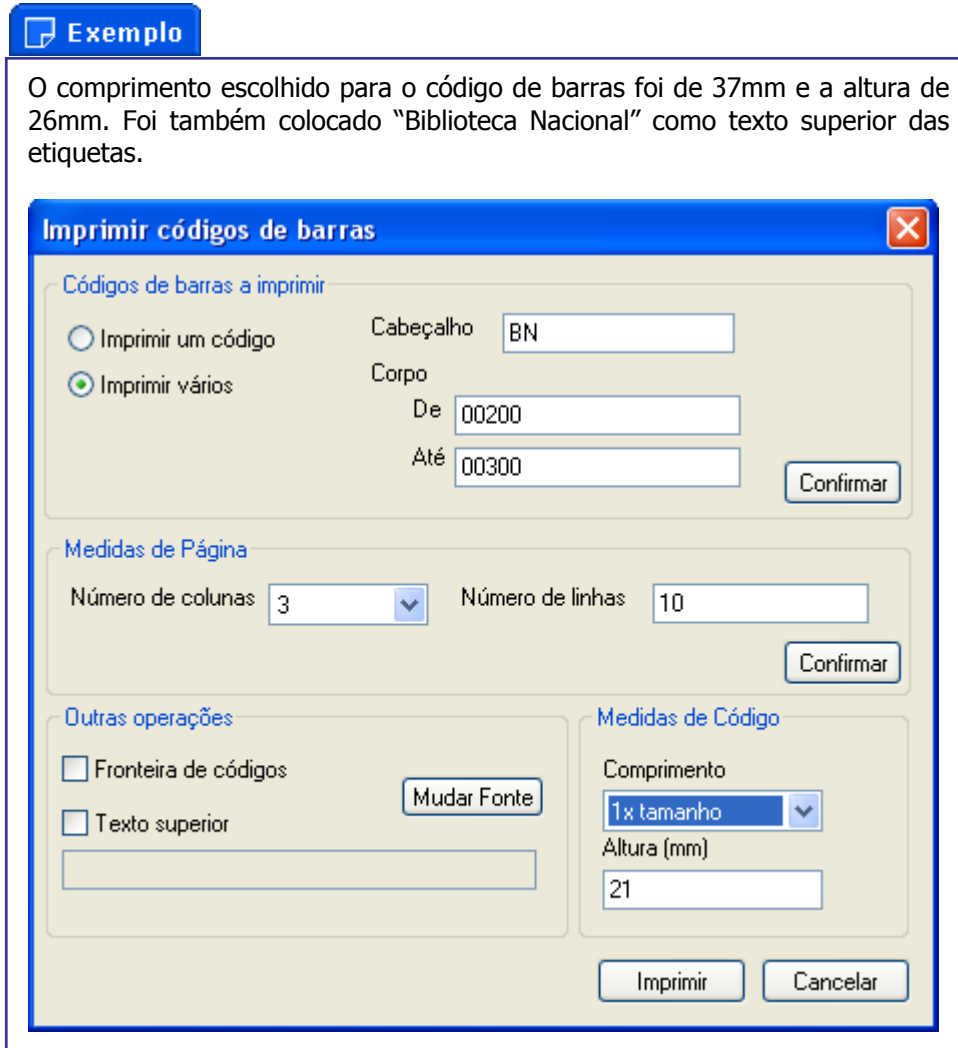 Exemplo
O comprimento escolhido para o código de barras foi de 37mm e a altura de
26mm. Foi também colocado “Biblioteca Nacional” como texto superior das
etiquetas.
Imprimir códigos de barras
Códigos de barras a imprimir
Imprimir um código
Cabeçalho
BN
Imprimir vários
Corpo
De
00200
Até
00300
Confirmar
Medidas de Página
Número de colunas
3
Número de linhas
10
Confirmar
Outras operações
Fronteira de códigos
Mudar Fonte
Texto superior
Medidas de Código
Comprimento
1x tamanho
Altura (mm)
21
Imprimir
Cancelar